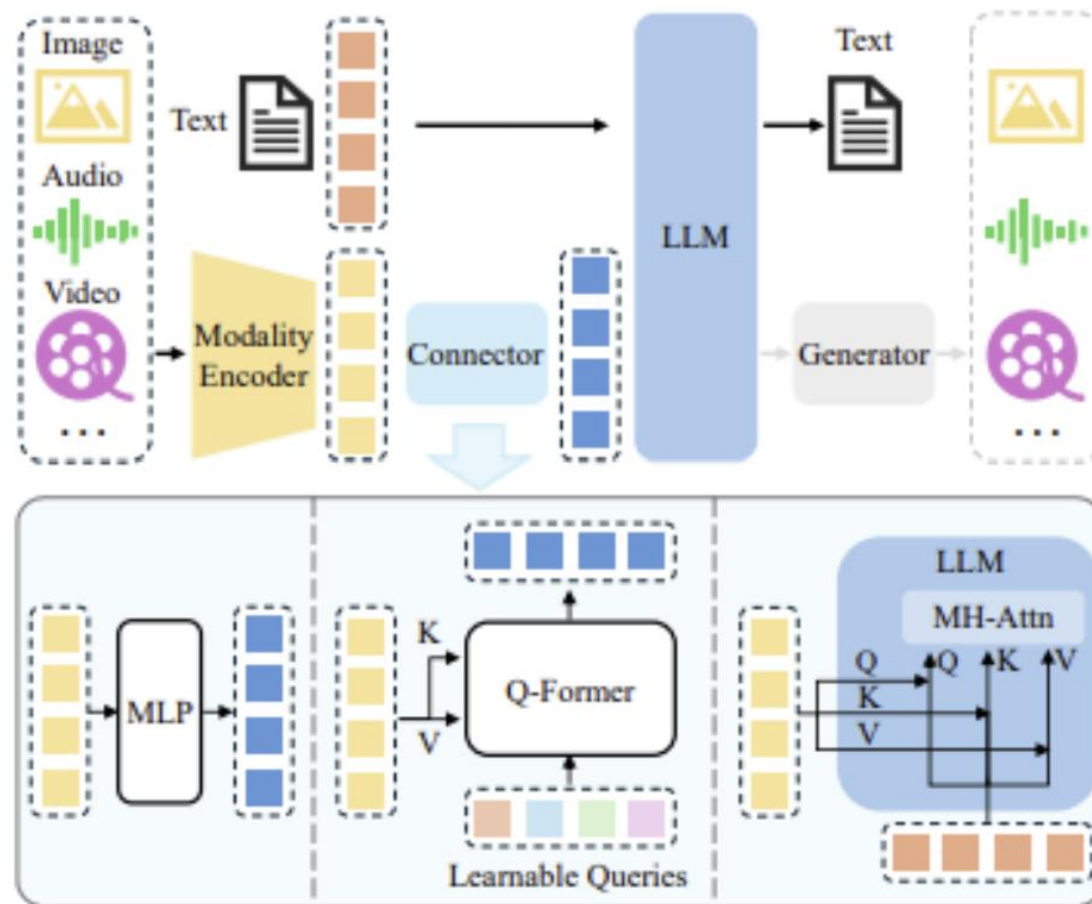 Image
Text
Text
Audio
LLM
Video
Modality
Encoder
Connector
Generator
...
...
LLM
MH-Attn
K
Q
Q
K
V
MLP
Q-Former
K
V
V
Learnable Queries